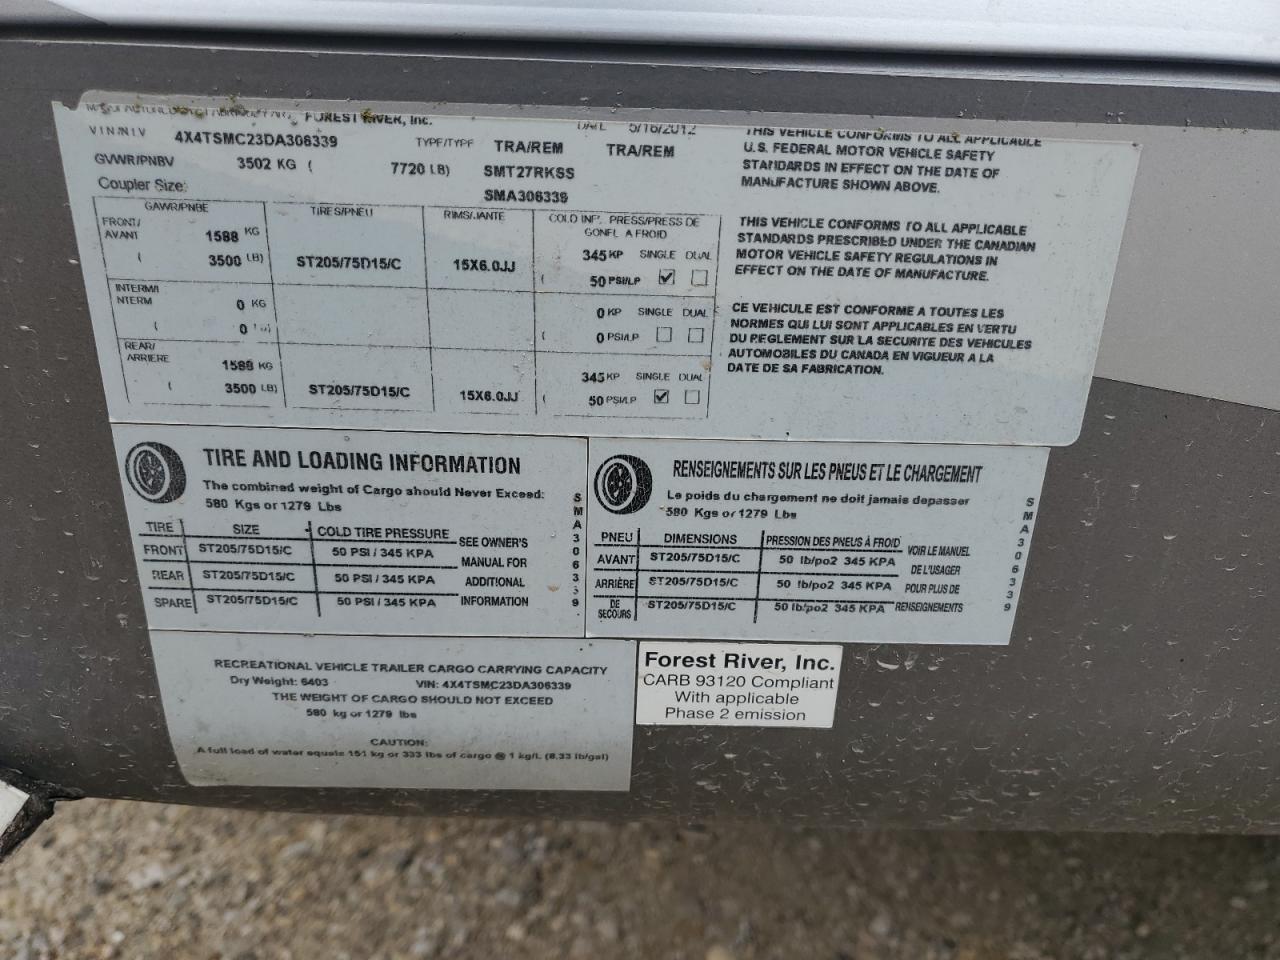 FOREST RIVER, Inc.
DATE 5/16/2012
VIN/NIV 4X4TSMC23DA306339
TYPE/TYPE TRA/REM TRA/REM
GVWR/PNBV 3502 KG ( 7720 LB)
SMT27RKSS
Coupler Size:
SMA306339
GAWR/PNBE TIRES/PNEU RIMS/JANTE COLD INF. PRESS/PRESS DE
GONFL A FROID
FRONT/
AVANT 1588 KG
( 3500 LB) ST205/75D15/C 15X6.0JJ
345 KP SINGLE DUAL
( 50 PSI/LP ☑ ☐
INTERM/
INTERM 0 KG
( 0
0 KP SINGLE DUAL
( 0 PSI/LP ☐ ☐
REAR/
ARRIERE 1588 KG
( 3500 LB) ST205/75D15/C 15X6.0JJ
345 KP SINGLE DUAL
( 50 PSI/LP ☑ ☐
THIS VEHICLE CONFORMS TO ALL APPLICABLE
U.S. FEDERAL MOTOR VEHICLE SAFETY
STANDARDS IN EFFECT ON THE DATE OF
MANUFACTURE SHOWN ABOVE.
THIS VEHICLE CONFORMS TO ALL APPLICABLE
STANDARDS PRESCRIBED UNDER THE CANADIAN
MOTOR VEHICLE SAFETY REGULATIONS IN
EFFECT ON THE DATE OF MANUFACTURE.
CE VEHICULE EST CONFORME A TOUTES LES
NORMES QUI LUI SONT APPLICABLES EN VERTU
DU REGLEMENT SUR LA SECURITE DES VEHICULES
AUTOMOBILES DU CANADA EN VIGUEUR A LA
DATE DE SA FABRICATION.
TIRE AND LOADING INFORMATION
The combined weight of Cargo should Never Exceed:
580 Kgs or 1279 Lbs
TIRE SIZE COLD TIRE PRESSURE
FRONT ST205/75D15/C 50 PSI / 345 KPA
REAR ST205/75D15/C 50 PSI / 345 KPA
SPARE ST205/75D15/C 50 PSI / 345 KPA
SEE OWNER'S
MANUAL FOR
ADDITIONAL
INFORMATION
SMA306339
RENSEIGNEMENTS SUR LES PNEUS ET LE CHARGEMENT
Le poids du chargement ne doit jamais depasser
580 Kgs or 1279 Lbs
PNEU DIMENSIONS PRESSION DES PNEUS À FROID
AVANT ST205/75D15/C 50 lb/po2 345 KPA
ARRIÈRE ST205/75D15/C 50 lb/po2 345 KPA
DE
SECOURS ST205/75D15/C 50 lb/po2 345 KPA
VOIR LE MANUEL
DE L'USAGER
POUR PLUS DE
RENSEIGNEMENTS
SMA306339
RECREATIONAL VEHICLE TRAILER CARGO CARRYING CAPACITY
Dry Weight: 6403 VIN: 4X4TSMC23DA306339
THE WEIGHT OF CARGO SHOULD NOT EXCEED
580 kg or 1279 lbs
CAUTION:
A full load of water equals 151 kg or 333 lbs of cargo @ 1 kg/L (8.33 lb/gal)
Forest River, Inc.
CARB 93120 Compliant
With applicable
Phase 2 emission